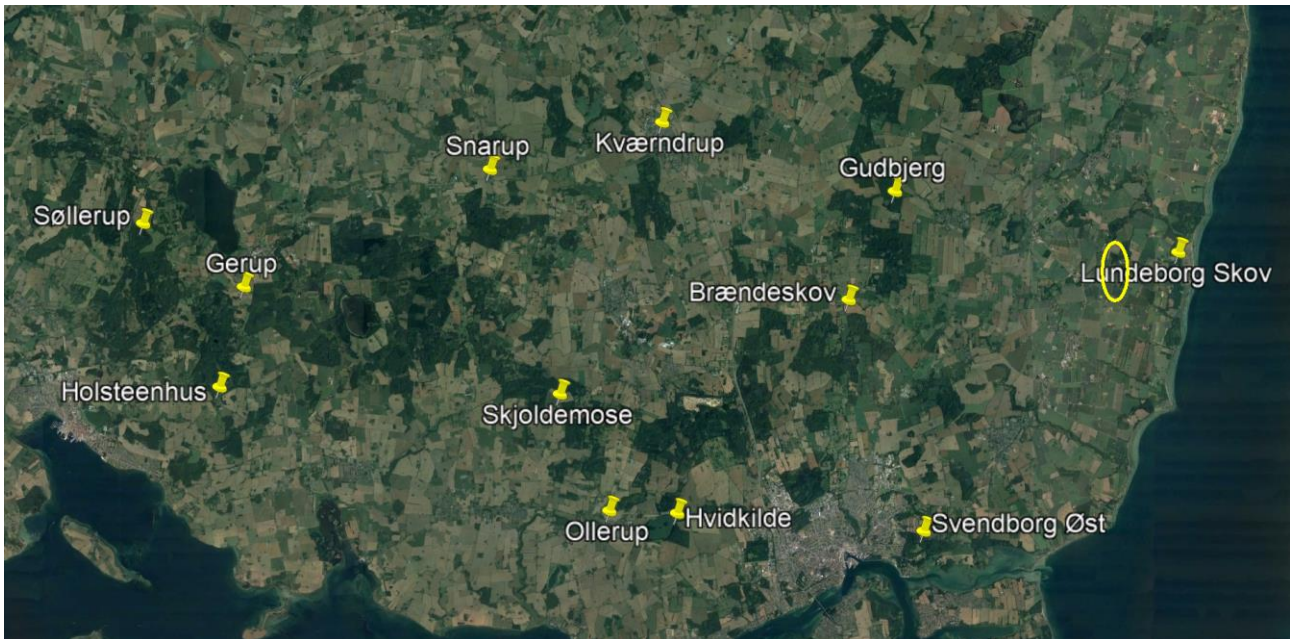 Kværndrup
Snarup
Gudbjerg
Søllerup
Gerup
Lundeborg Skov
Brændeskov
Holsteenhus
Skjoldemose
Ollerup
Hvidkilde
Svendborg Øst